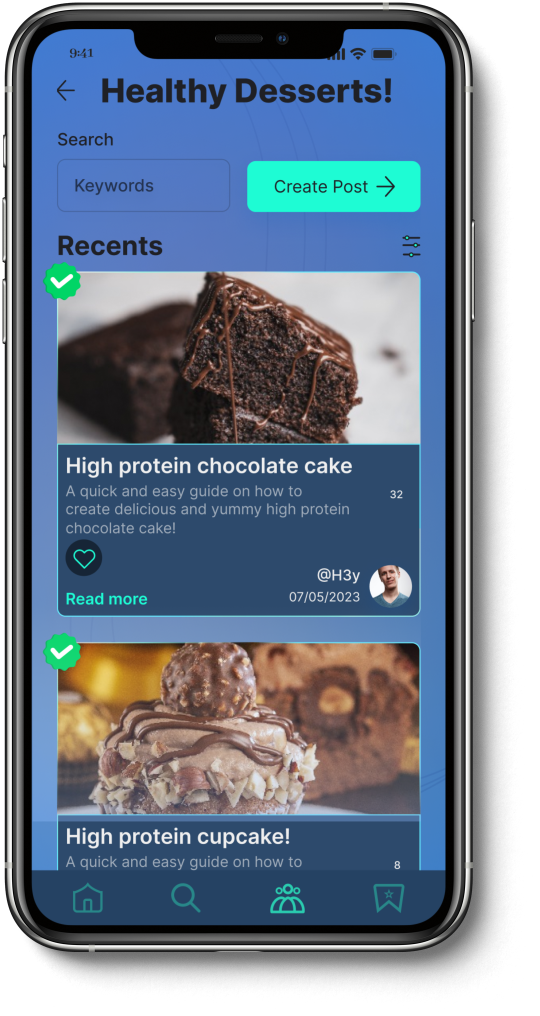 9:41
Healthy Desserts!
Search
Keywords
Create Post
Recents
High protein chocolate cake
A quick and easy guide on how to
create delicious and yummy high protein
chocolate cake!
32
@H3y
07/05/2023
Read more
High protein cupcake!
A quick and easy guide on how to
8